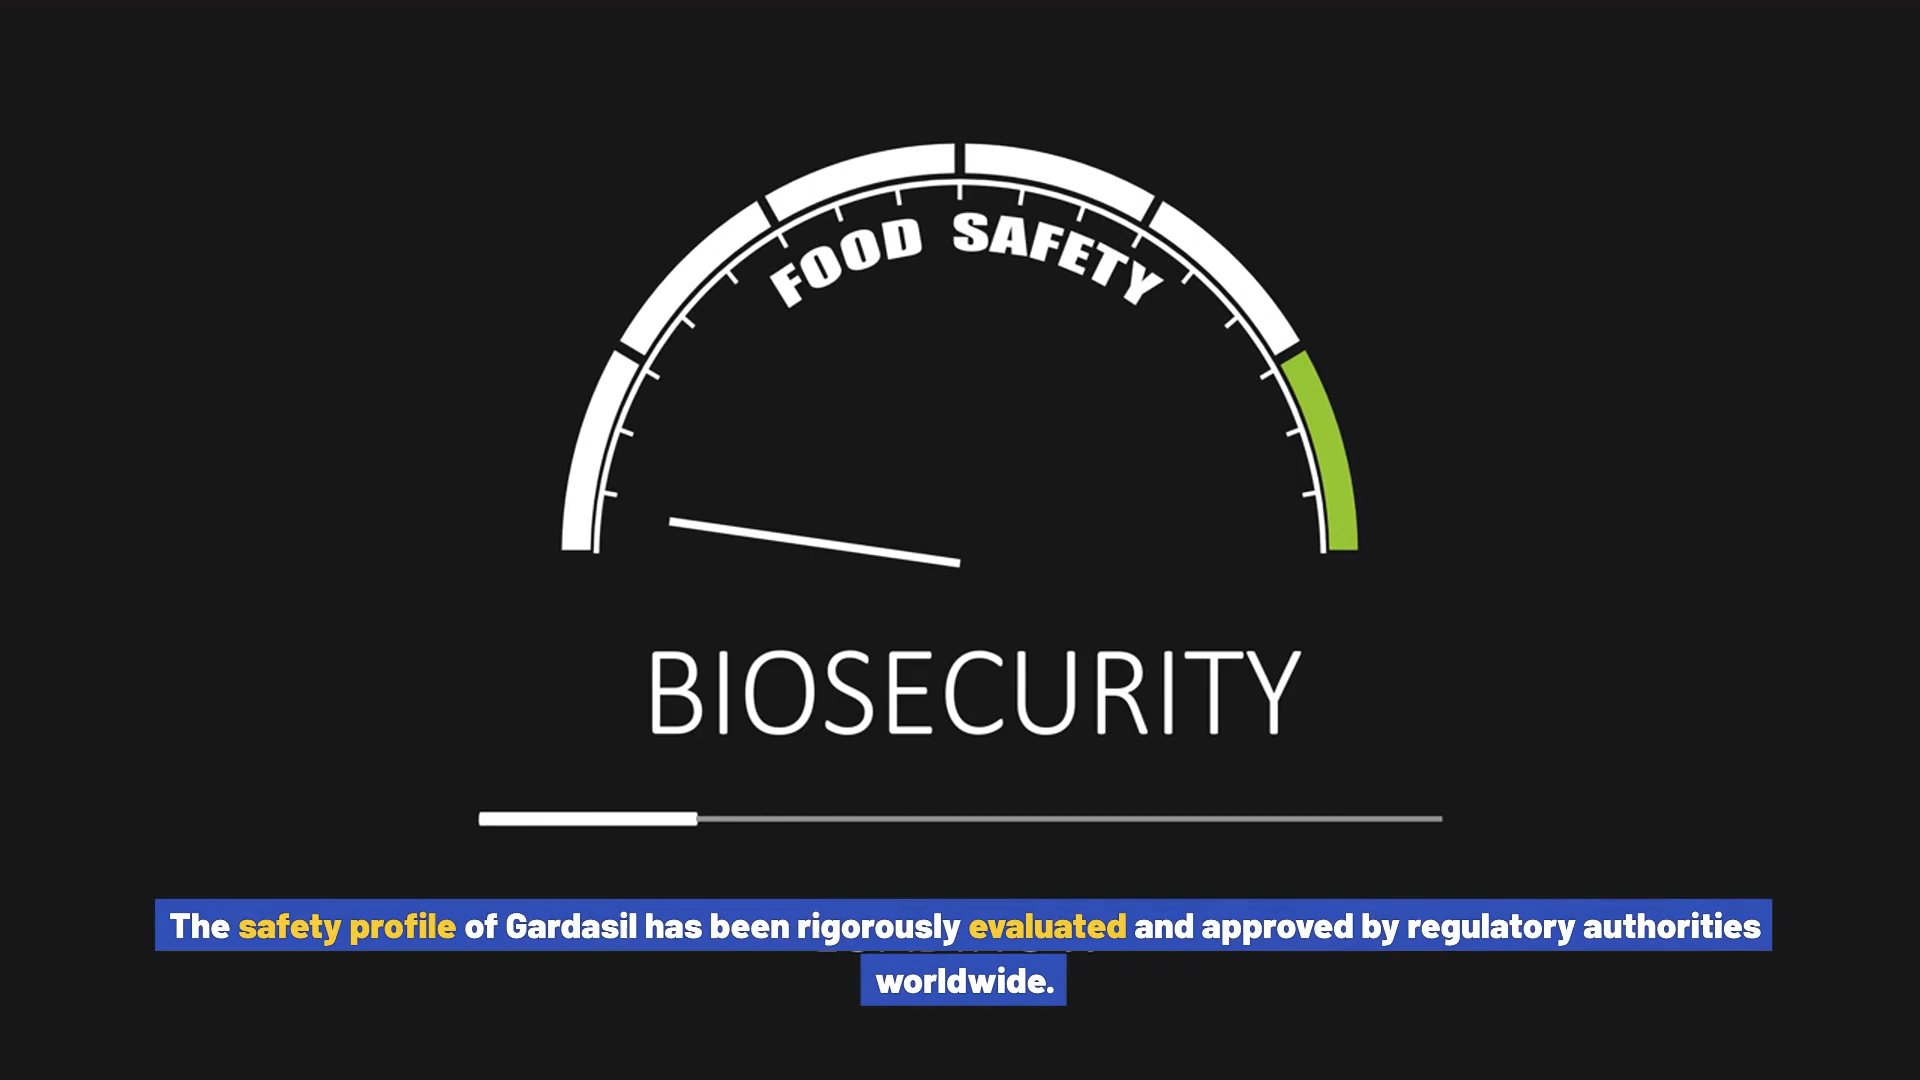 FOOD SAFETY
BIOSECURITY
The safety profile of Gardasil has been rigorously evaluated and approved by regulatory authorities
worldwide.